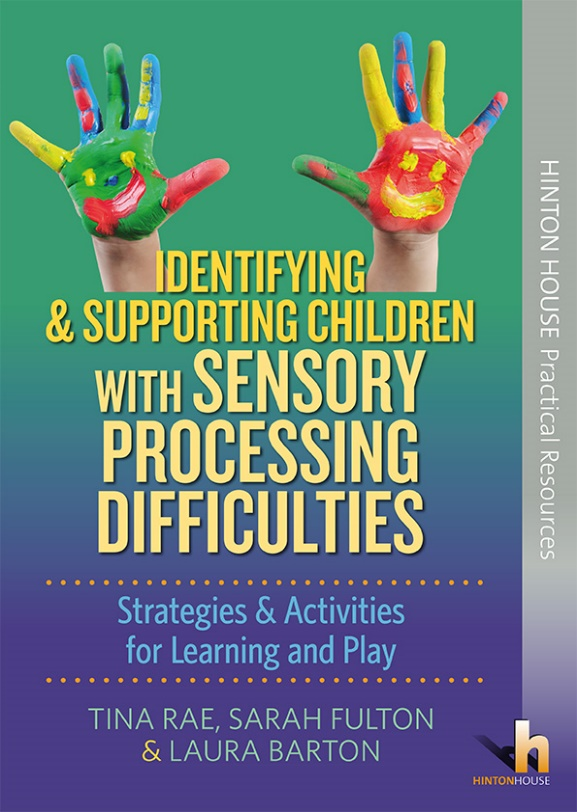 IDENTIFYING
& SUPPORTING CHILDREN
WITH SENSORY
PROCESSING
DIFFICULTIES
Strategies & Activities
for Learning and Play
TINA RAE, SARAH FULTON
& LAURA BARTON
HINTON HOUSE Practical Resources
h
HINTONHOUSE